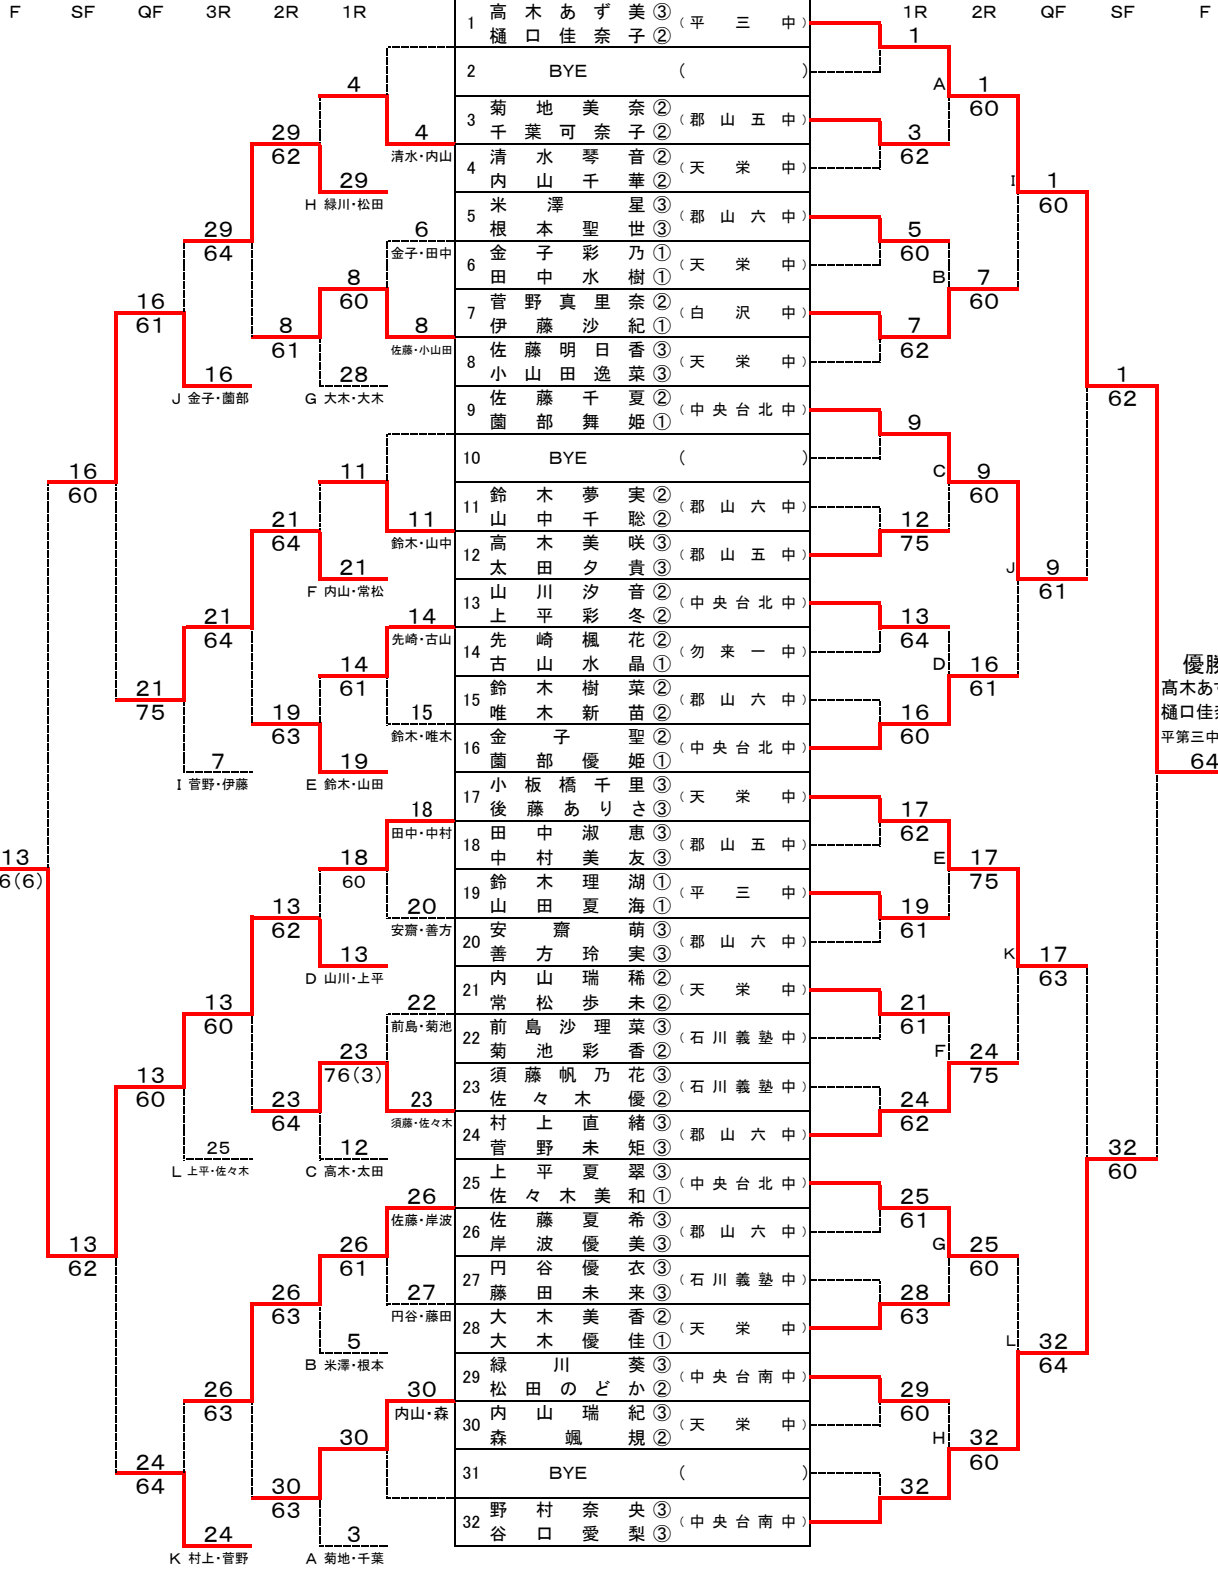 F SF QF 3R 2R 1R
1R 2R QF SF F
1 高木あず美③ 樋口佳奈子② (平三中)
2 BYE ( )
3 菊地美奈② 千葉可奈子② (郡山五中)
4 清水琴音② 内山千華② (天栄中)
5 米澤星③ 根本聖世③ (郡山六中)
6 金子彩乃① 田中水樹① (天栄中)
7 菅野真里奈② 伊藤沙紀① (白沢中)
8 佐藤明日香③ 小山田逸菜③ (天栄中)
9 佐藤千夏② 薗部舞姫① (中央台北中)
10 BYE ( )
11 鈴木夢実② 山中千聡② (郡山六中)
12 高木美咲③ 太田夕貴③ (郡山五中)
13 山川汐音② 上平彩冬② (中央台北中)
14 先崎楓花② 古山水晶① (勿来一中)
15 鈴木樹菜② 唯木新苗② (郡山六中)
16 金子聖② 薗部優姫① (中央台北中)
17 小板橋千里③ 後藤ありさ③ (天栄中)
18 田中淑恵③ 中村美友③ (郡山五中)
19 鈴木理湖① 山田夏海① (平三中)
20 安齋萌③ 善方玲実③ (郡山六中)
21 内山瑞稀② 常松歩未② (天栄中)
22 前島沙理菜③ 菊池彩香② (石川義塾中)
23 須藤帆乃花③ 佐々木優② (石川義塾中)
24 村上直緒③ 菅野未矩③ (郡山六中)
25 上平夏翠③ 佐々木美和① (中央台北中)
26 佐藤夏希③ 岸波優美③ (郡山六中)
27 円谷優衣③ 藤田未来③ (石川義塾中)
28 大木美香② 大木優佳① (天栄中)
29 緑川葵③ 松田のどか② (中央台南中)
30 内山瑞紀③ 森颯規② (天栄中)
31 BYE ( )
32 野村奈央③ 谷口愛梨③ (中央台南中)
4
4
清水・内山
29
62
29
H 緑川・松田
6
金子・田中
29
64
8
60
16
61
8
61
8
佐藤・小山田
16
J 金子・薗部
28
G 大木・大木
16
60
11
21
64
11
鈴木・山中
21
F 内山・常松
21
64
14
先崎・古山
14
61
21
75
19
63
15
鈴木・唯木
7
I 菅野・伊藤
19
E 鈴木・山田
18
田中・中村
13
6(6)
18
60
13
62
20
安齋・善方
13
D 山川・上平
13
60
22
前島・菊池
23
76(3)
13
60
23
64
23
須藤・佐々木
25
L 上平・佐々木
12
C 高木・太田
26
佐藤・岸波
13
62
26
61
26
63
27
円谷・藤田
5
B 米澤・根本
26
63
30
内山・森
30
24
64
30
63
24
K 村上・菅野
3
A 菊地・千葉
1
A
1
60
3
62
I
1
60
5
60
B
7
60
7
62
1
62
9
C
9
60
12
75
J
9
61
13
64
D
16
61
16
60
優勝
髙木あ
樋口佳
平第三中
64
17
62
E
17
75
19
61
K
17
63
21
61
F
24
75
24
62
32
60
25
61
G
25
60
28
63
L
32
64
29
60
H
32
60
32